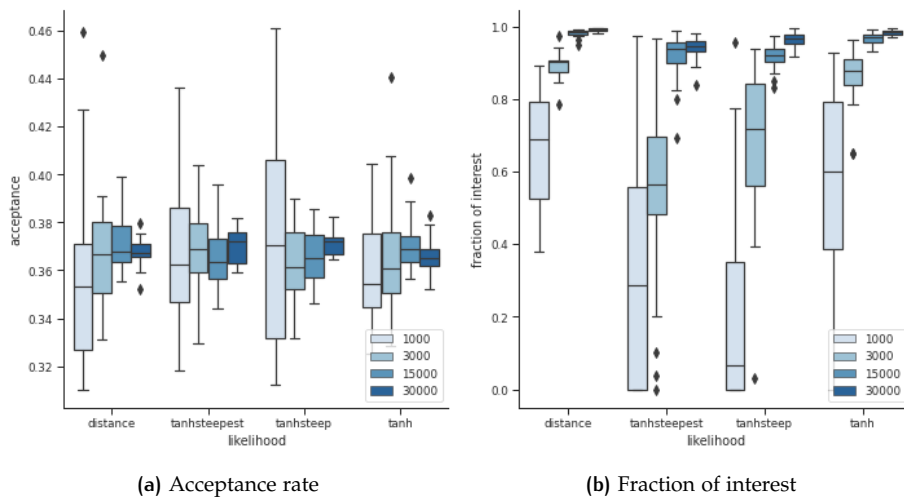 0.46
0.44
0.42
0.40
0.38
0.36
0.34
0.32
acceptance
distance
tanhsteepest
tanhsteep
tanh
likelihood
1000
3000
15000
30000
(a) Acceptance rate
1.0
0.8
0.6
0.4
0.2
0.0
fraction of interest
distance
tanhsteepest
tanhsteep
tanh
likelihood
1000
3000
15000
30000
(b) Fraction of interest